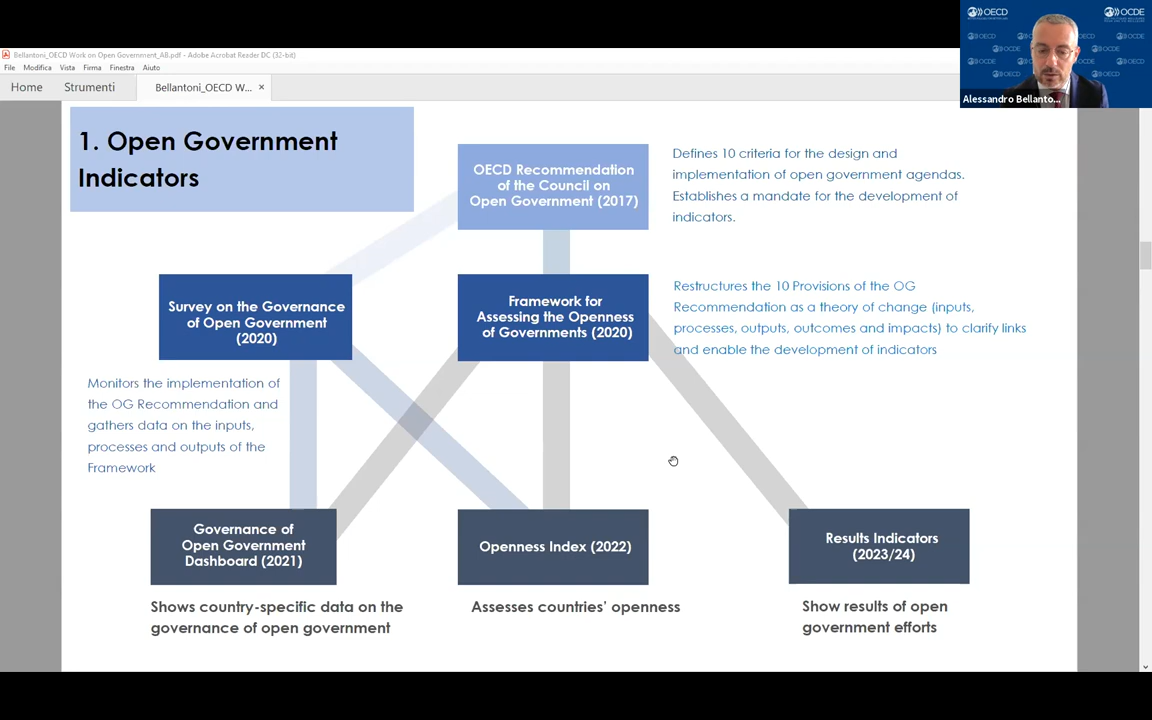 OECD
OCDE
Bellantoni_OECD Work on Open Government_AB.pdf - Adobe Acrobat Reader DC (32-bit)
File Modifica Vista Firma Finestra Aiuto
Home Strumenti Bellantoni_OECD W... ×
Alessandro Bellanto...
1. Open Government
Indicators
OECD Recommendation
of the Council on
Open Government (2017)
Defines 10 criteria for the design and
implementation of open government agendas.
Establishes a mandate for the development of
indicators.
Survey on the Governance
of Open Government
(2020)
Framework for
Assessing the Openness
of Governments (2020)
Restructures the 10 Provisions of the OG
Recommendation as a theory of change (inputs,
processes, outputs, outcomes and impacts) to clarify links
and enable the development of indicators
Monitors the implementation of
the OG Recommendation and
gathers data on the inputs,
processes and outputs of the
Framework
Governance of
Open Government
Dashboard (2021)
Openness Index (2022)
Results Indicators
(2023/24)
Shows country-specific data on the
governance of open government
Assesses countries' openness
Show results of open
government efforts